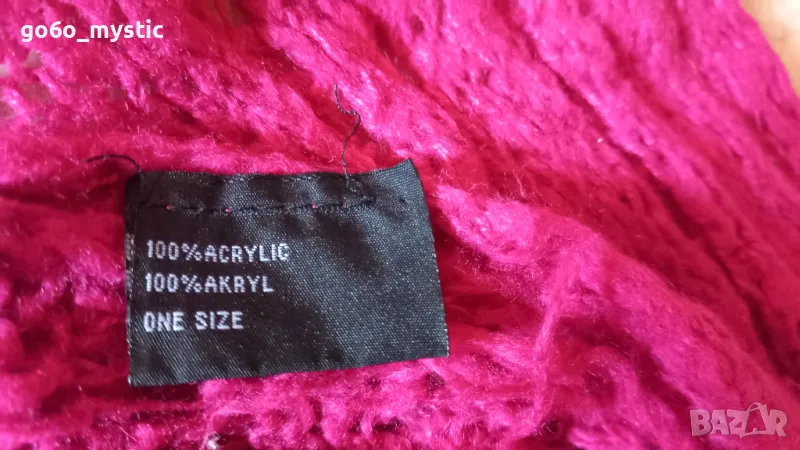 go6o_mystic
100%ACRYLIC
100%AKRYL
ONE SIZE
BAZAR